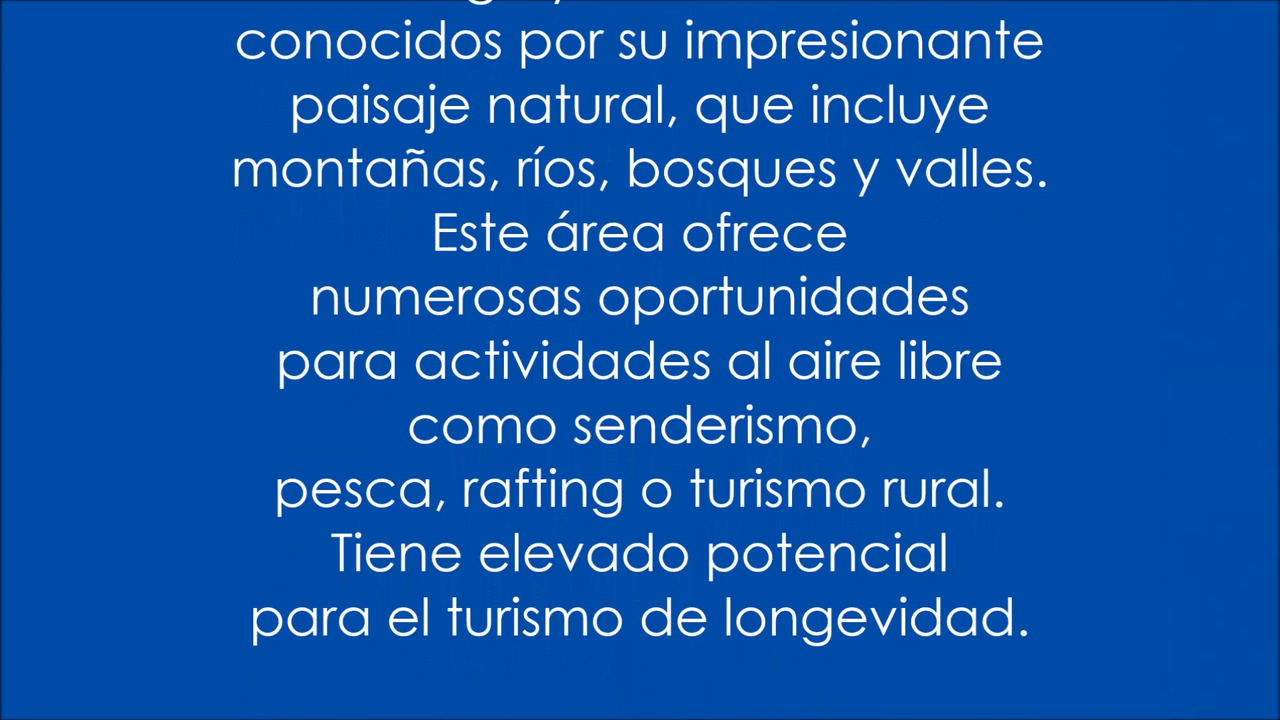 conocidos por su impresionante
paisaje natural, que incluye
montañas, ríos, bosques y valles.
Este área ofrece
numerosas oportunidades
para actividades al aire libre
como senderismo,
pesca, rafting o turismo rural.
Tiene elevado potencial
para el turismo de longevidad.